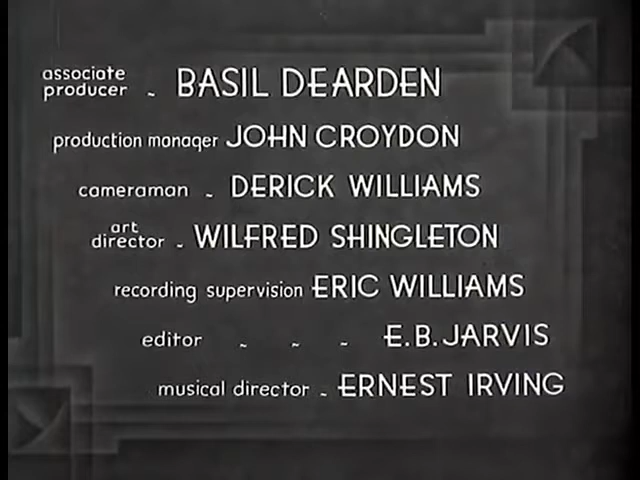 associate
producer ~ BASIL DEARDEN
production manager JOHN CROYDON
cameraman ~ DERICK WILLIAMS
art
director ~ WILFRED SHINGLETON
recording supervision ERIC WILLIAMS
editor ~ ~ ~ E.B. JARVIS
musical director ~ ERNEST IRVING